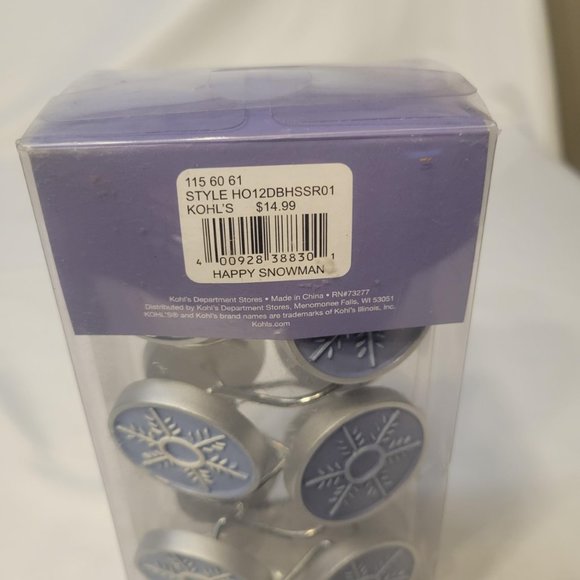 115 60 61
STYLE HO12DBHSSR01
KOHL'S $14.99
4 00928 38830 1
HAPPY SNOWMAN
Kohl's Department Stores • Made in China • RN#73277
Distributed by Kohl's Department Stores, Menomonee Falls, WI 53051
KOHL'S® and Kohl's brand names are trademarks of Kohl's Illinois, Inc.
Kohls.com